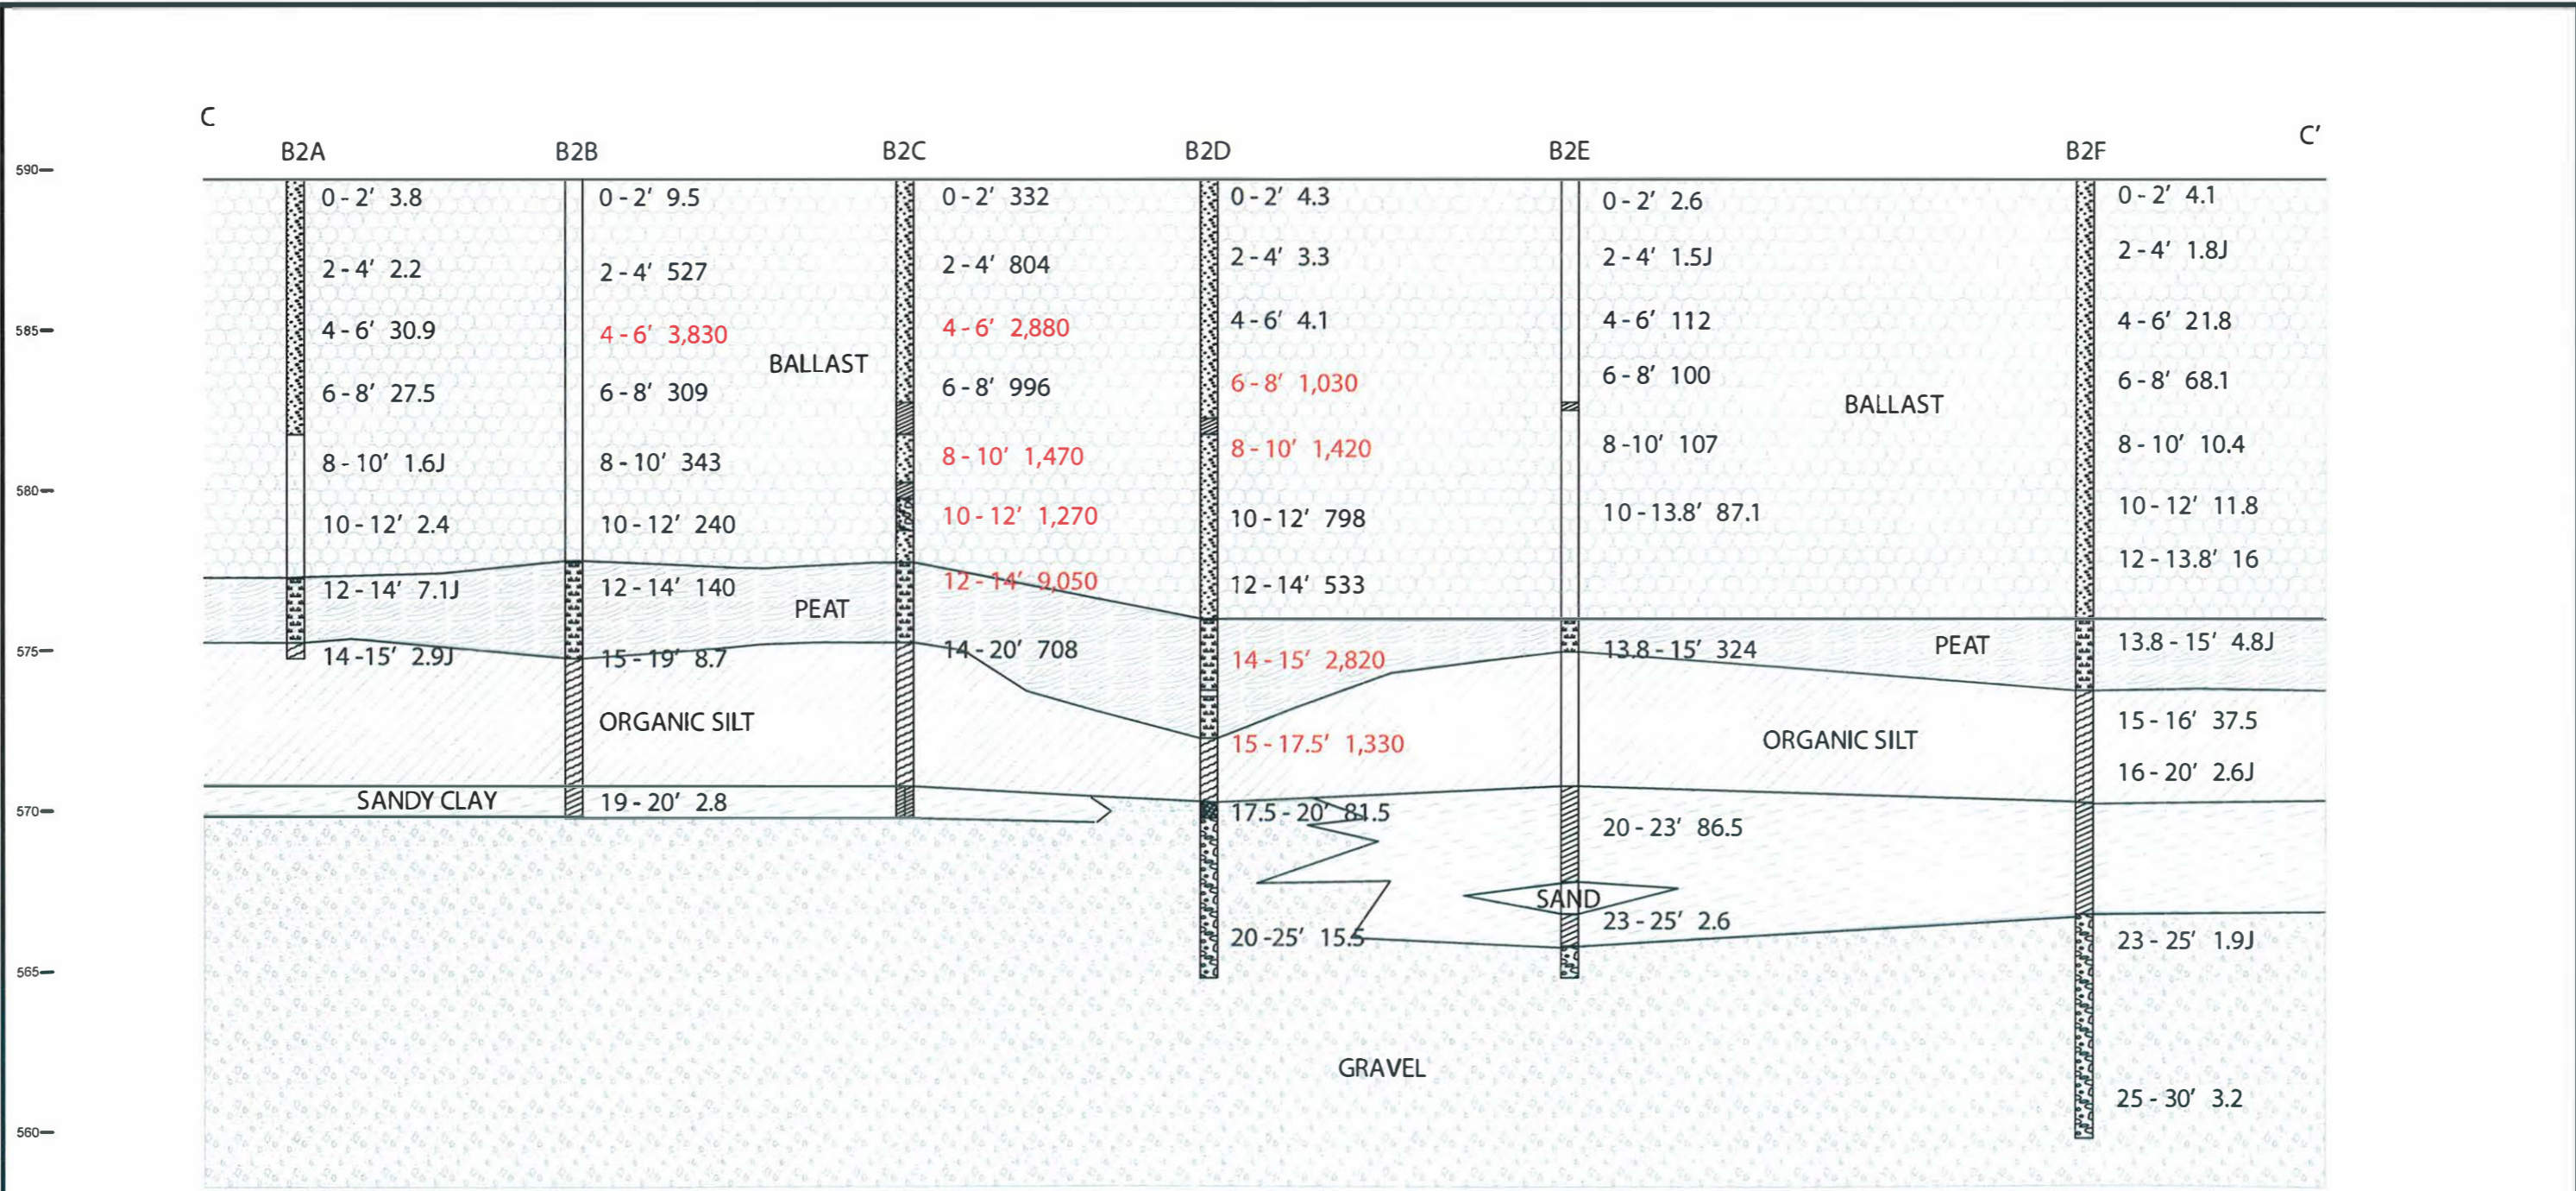 C
C′
B2A
B2B
B2C
B2D
B2E
B2F
590
585
580
575
570
565
560
0 - 2′ 3.8
2 - 4′ 2.2
4 - 6′ 30.9
6 - 8′ 27.5
8 - 10′ 1.6J
10 - 12′ 2.4
12 - 14′ 7.1J
14 -15′ 2.9J
SANDY CLAY
0 - 2′ 9.5
2 - 4′ 527
4 - 6′ 3,830
6 - 8′ 309
8 - 10′ 343
10 - 12′ 240
12 - 14′ 140
15 - 19′ 8.7
ORGANIC SILT
19 - 20′ 2.8
BALLAST
PEAT
0 - 2′ 332
2 - 4′ 804
4 - 6′ 2,880
6 - 8′ 996
8 - 10′ 1,470
10 - 12′ 1,270
12 - 14′ 9,050
14 - 20′ 708
0 - 2′ 4.3
2 - 4′ 3.3
4 - 6′ 4.1
6 - 8′ 1,030
8 - 10′ 1,420
10 - 12′ 798
12 - 14′ 533
14 - 15′ 2,820
15 - 17.5′ 1,330
17.5 - 20′ 81.5
20 -25′ 15.5
GRAVEL
0 - 2′ 2.6
2 - 4′ 1.5J
4 - 6′ 112
6 - 8′ 100
8 -10′ 107
10 - 13.8′ 87.1
13.8 - 15′ 324
20 - 23′ 86.5
SAND
23 - 25′ 2.6
BALLAST
PEAT
ORGANIC SILT
0 - 2′ 4.1
2 - 4′ 1.8J
4 - 6′ 21.8
6 - 8′ 68.1
8 - 10′ 10.4
10 - 12′ 11.8
12 - 13.8′ 16
13.8 - 15′ 4.8J
15 - 16′ 37.5
16 - 20′ 2.6J
23 - 25′ 1.9J
25 - 30′ 3.2